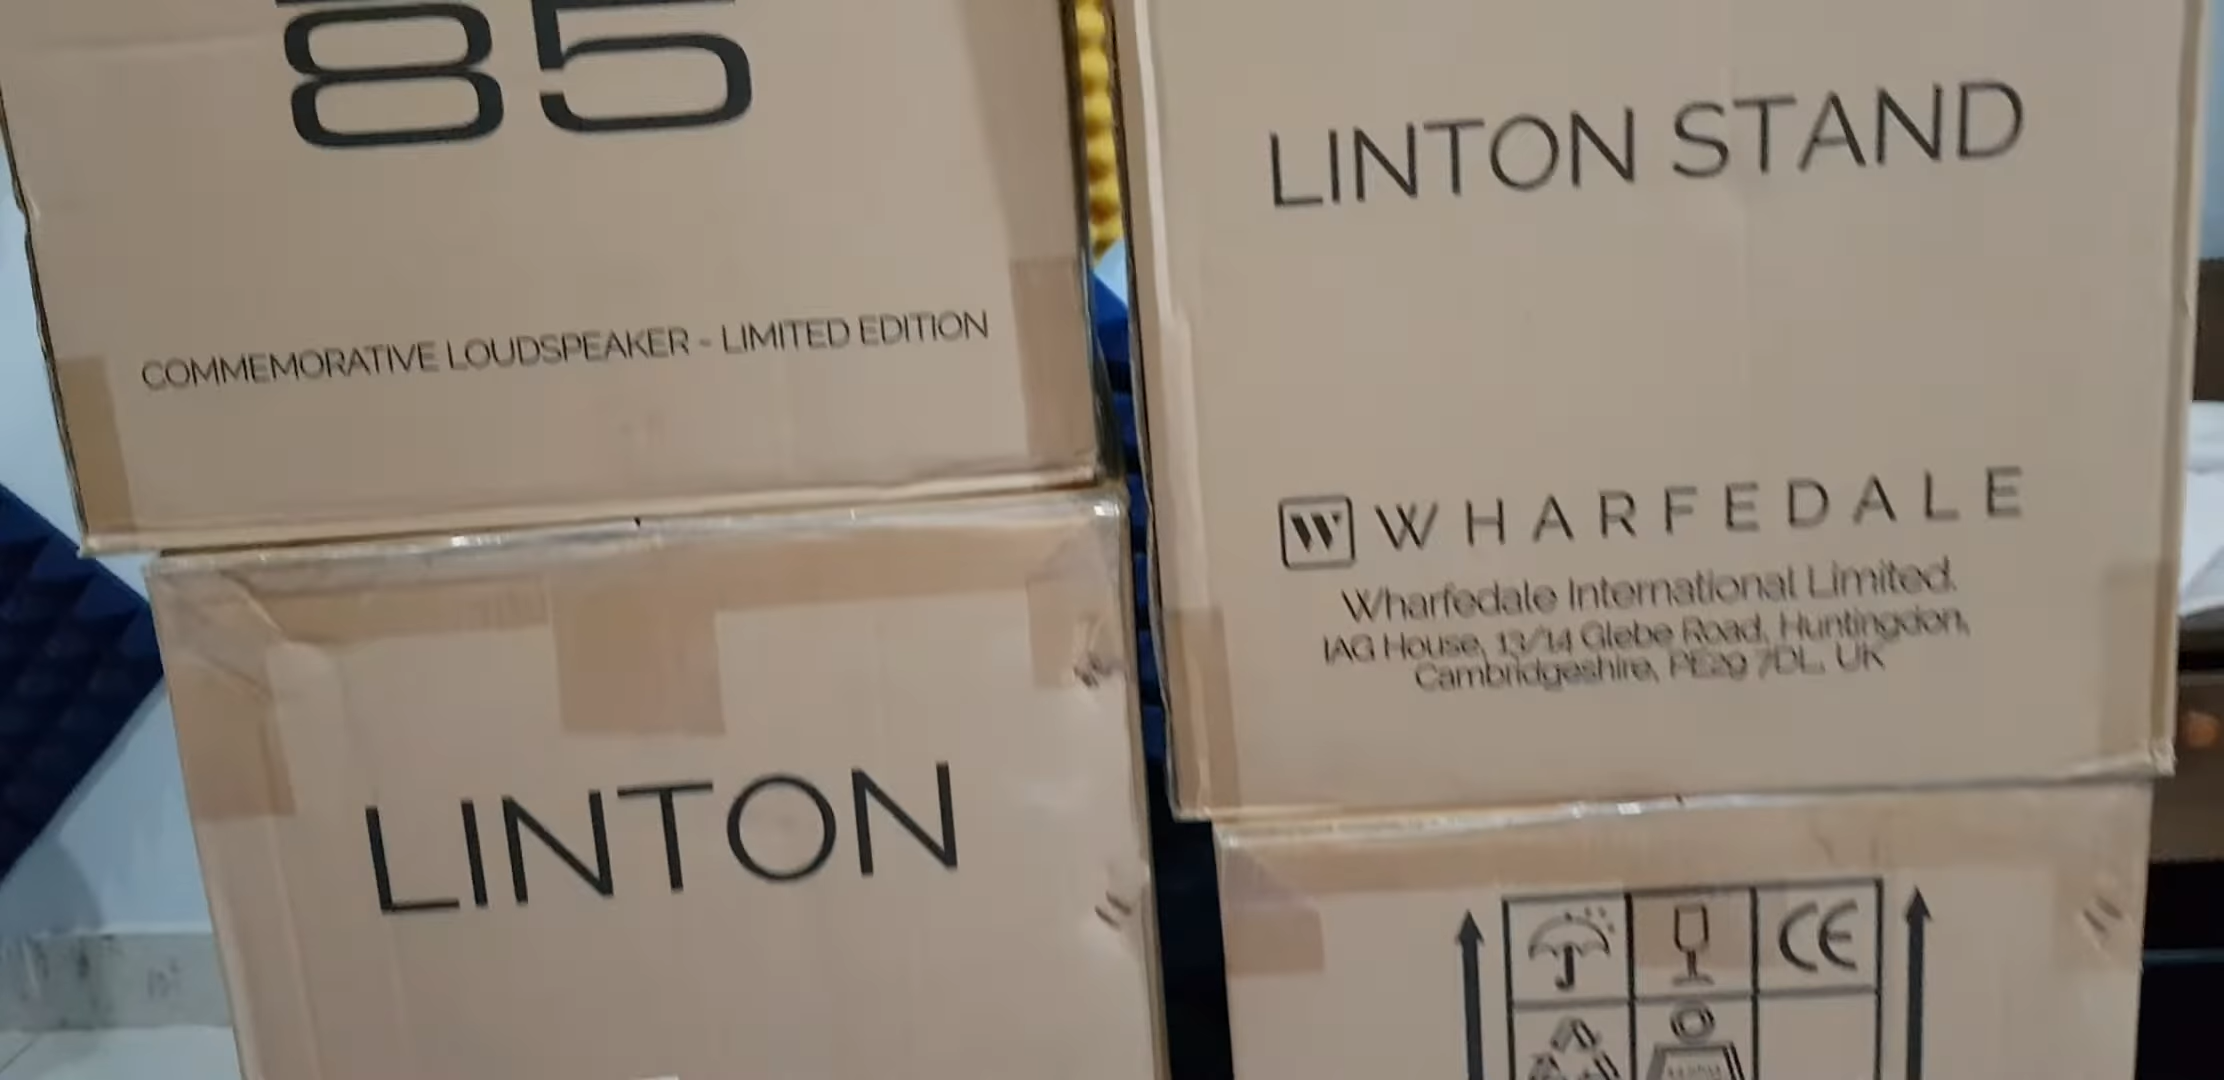 85
COMMEMORATIVE LOUDSPEAKER - LIMITED EDITION
LINTON
LINTON STAND
W WHARFEDALE
Wharfedale International Limited.
IAG House, 13/14 Glebe Road, Huntingdon,
Cambridgeshire, PE29 7DL, UK
CE